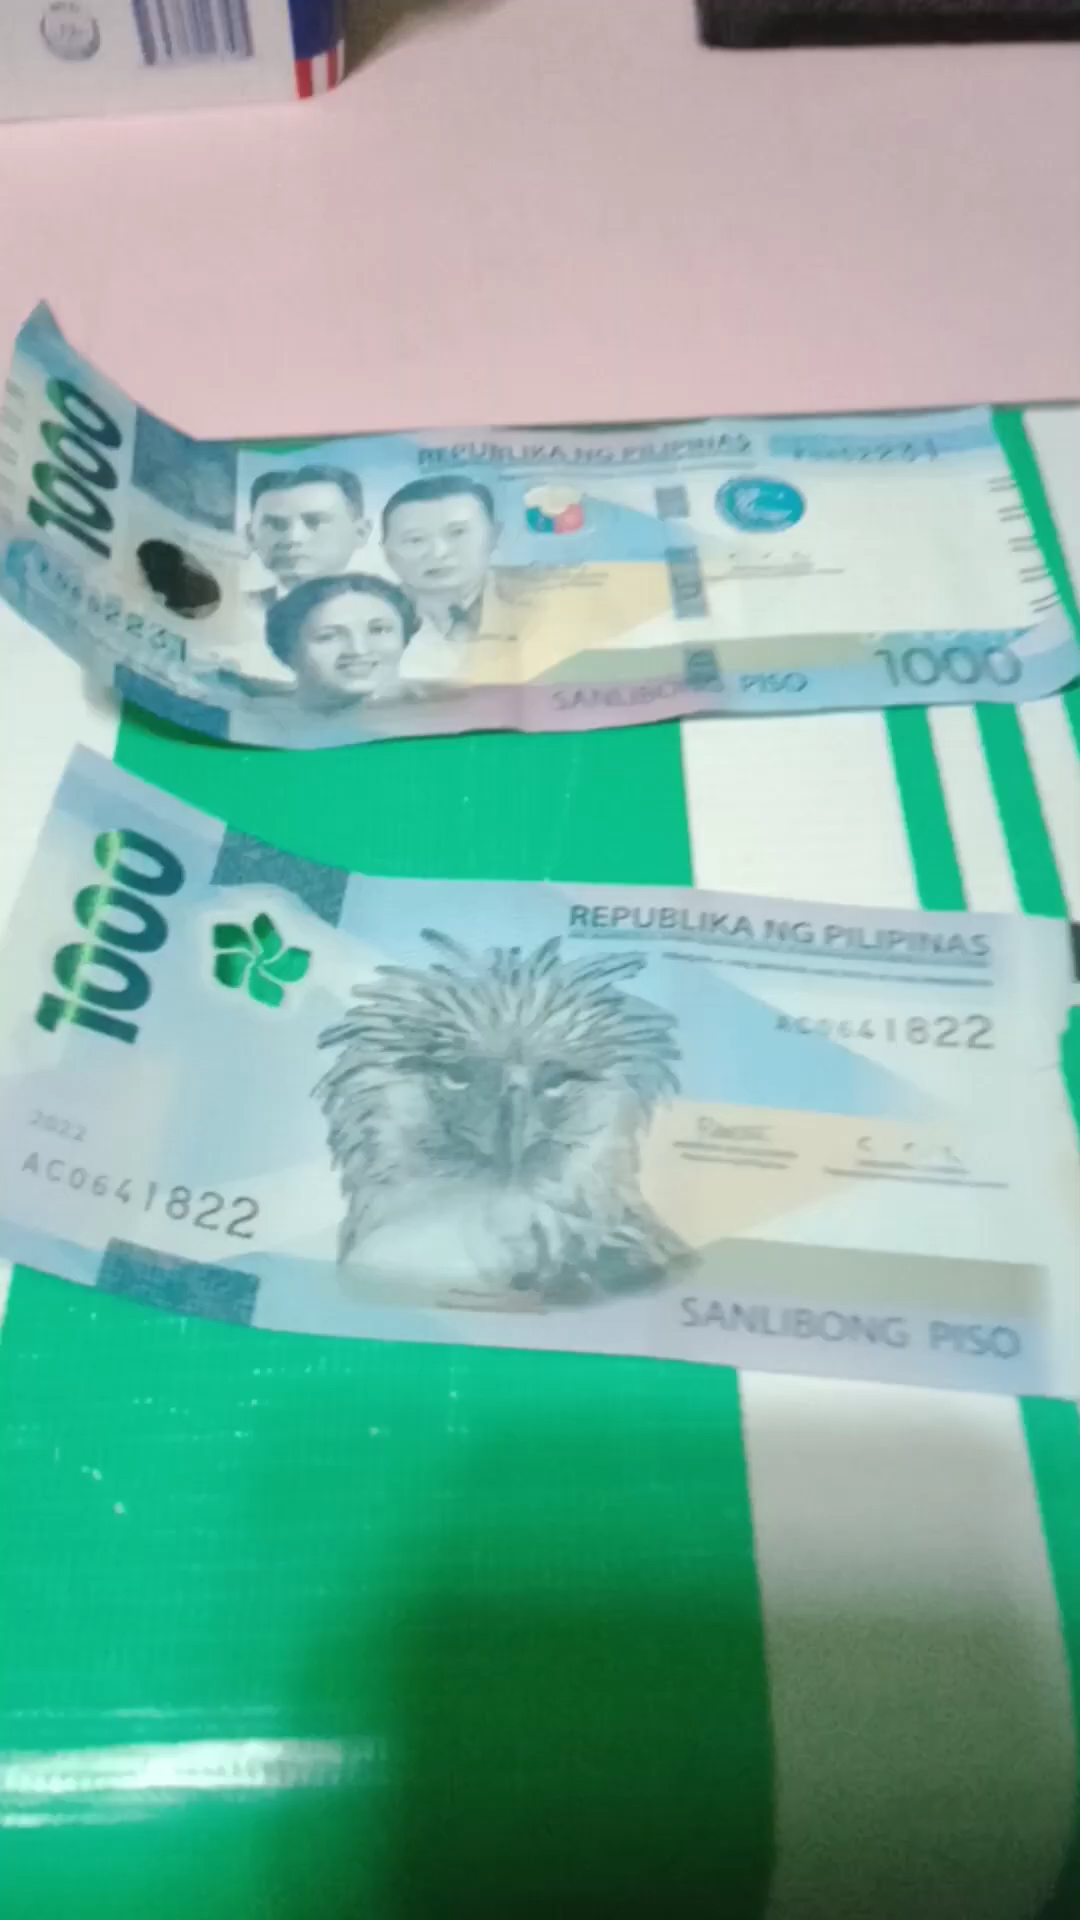 1000
REPUBLIKA NG PILIPINAS
SANLIBONG PISO
1000
1000
REPUBLIKA NG PILIPINAS
AC0641822
2022
AC0641822
SANLIBONG PISO